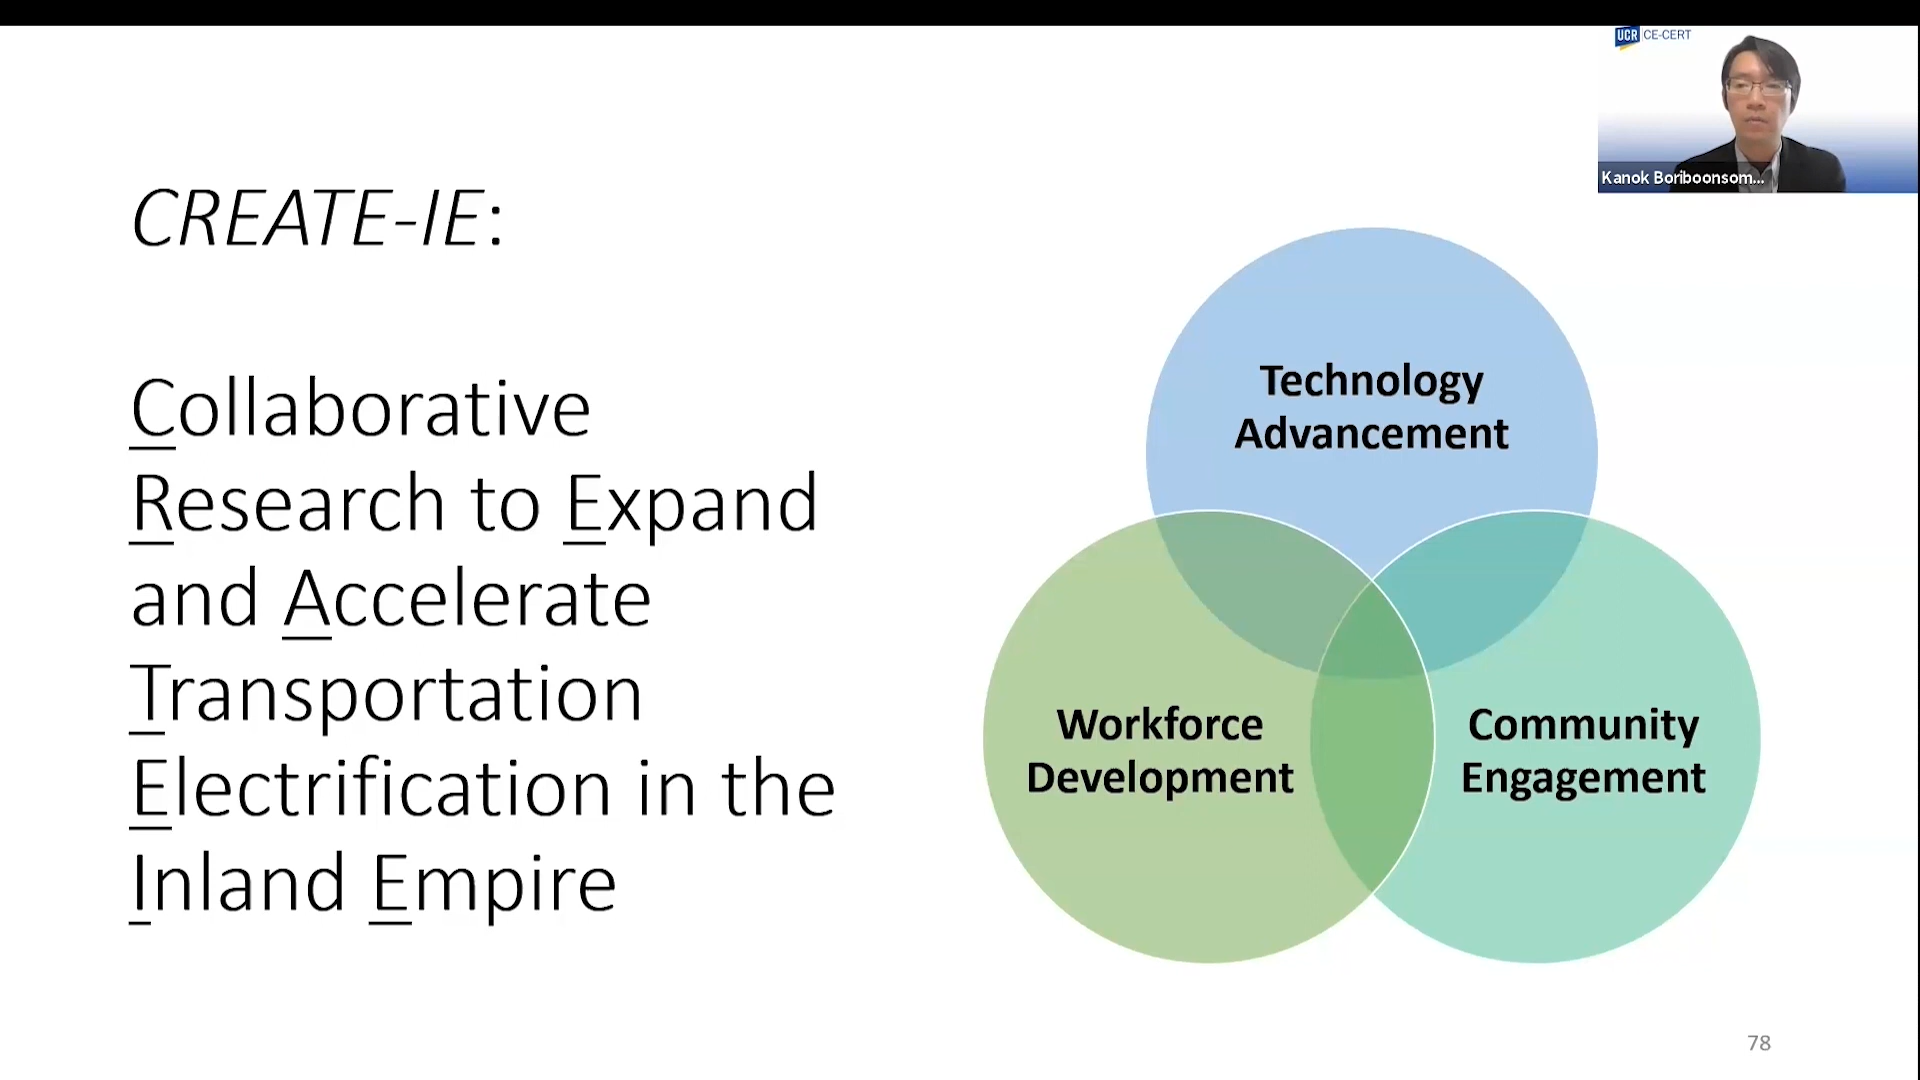 UCR CE-CERT
Kanok Boriboonsom...
CREATE-IE:
Collaborative
Research to Expand
and Accelerate
Transportation
Electrification in the
Inland Empire
Technology
Advancement
Workforce
Development
Community
Engagement
78